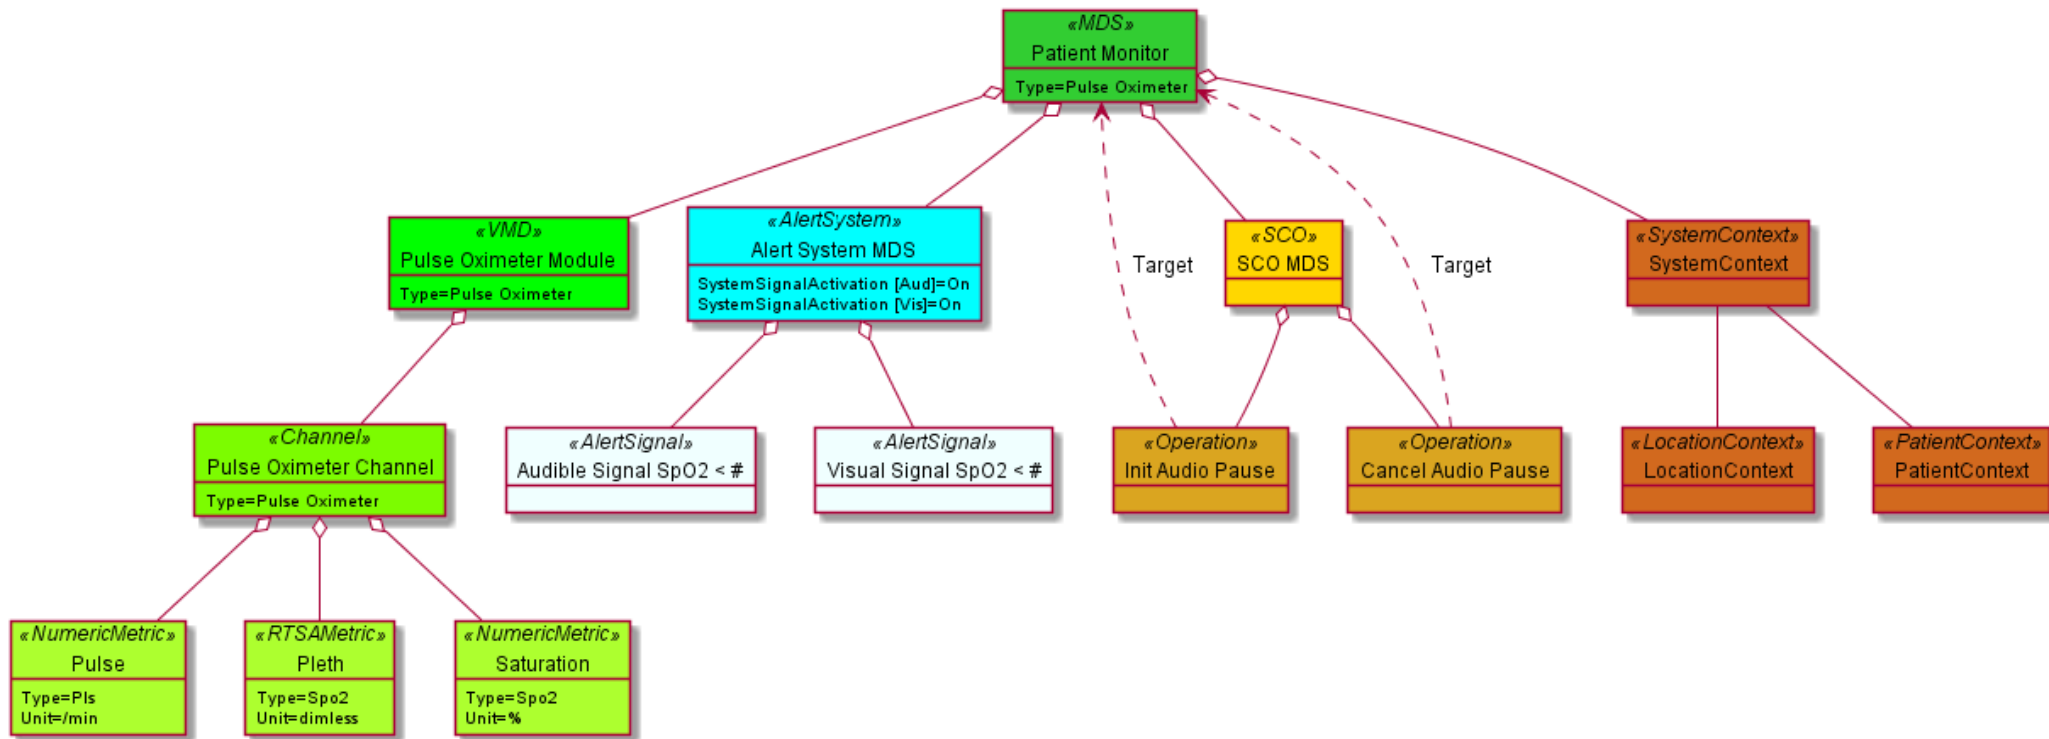 «MDS»
Patient Monitor
Type=Pulse Oximeter
«VMD»
Pulse Oximeter Module
Type=Pulse Oximeter
«AlertSystem»
Alert System MDS
SystemSignalActivation [Aud]=On
SystemSignalActivation [Vis]=On
Target
«SCO»
SCO MDS
Target
«SystemContext»
SystemContext
«Channel»
Pulse Oximeter Channel
Type=Pulse Oximeter
«AlertSignal»
Audible Signal SpO2 < #
«AlertSignal»
Visual Signal SpO2 < #
«Operation»
Init Audio Pause
«Operation»
Cancel Audio Pause
«LocationContext»
LocationContext
«PatientContext»
PatientContext
«NumericMetric»
Pulse
Type=Pls
Unit=/min
«RTSAMetric»
Pleth
Type=Spo2
Unit=dimless
«NumericMetric»
Saturation
Type=Spo2
Unit=%